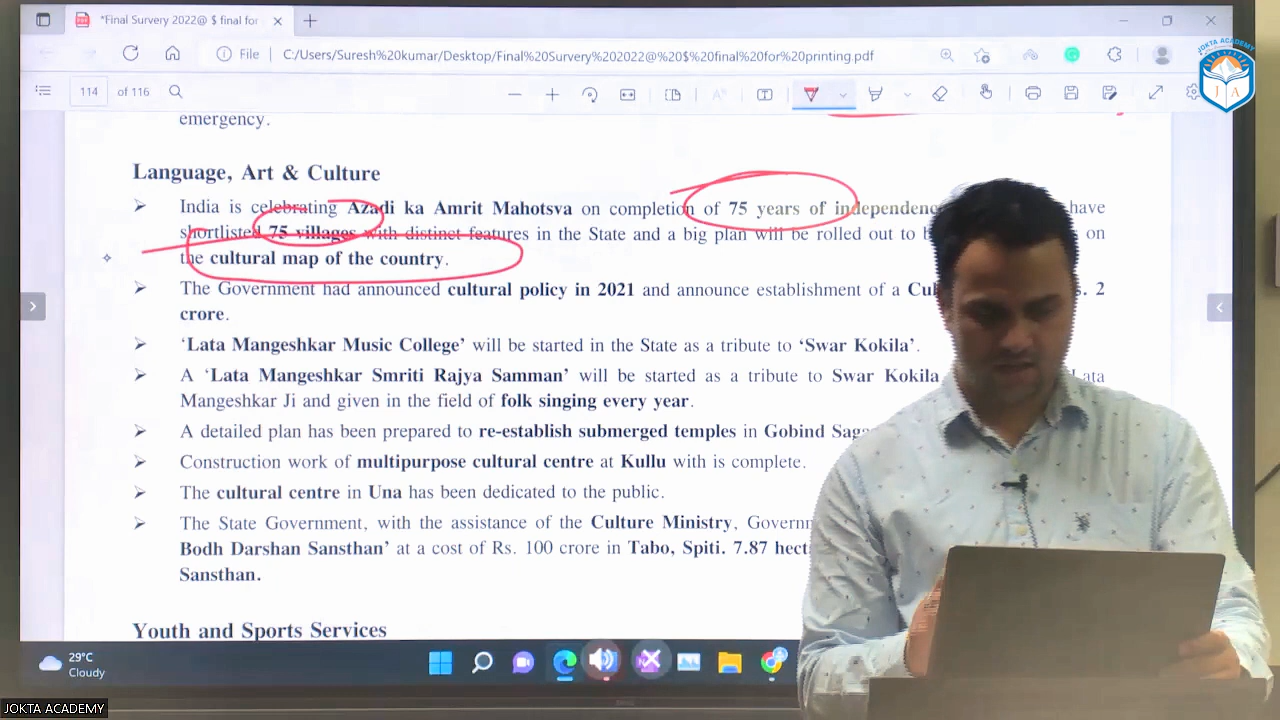 *Final Survery 2022@ $ final for
File
C:/Users/Suresh%20kumar/Desktop/Final%20Survery%202022@%20$%20final%20for%20printing.pdf
JOKTA ACADEMY
J A
114 of 116
emergency.
Language, Art & Culture
India is celebrating Azadi ka Amrit Mahotsva on completion of 75 years of independenc have
shortlisted 75 villages with distinct features in the State and a big plan will be rolled out to on
the cultural map of the country.
The Government had announced cultural policy in 2021 and announce establishment of a Cul 2
crore.
‘Lata Mangeshkar Music College’ will be started in the State as a tribute to ‘Swar Kokila’.
A ‘Lata Mangeshkar Smriti Rajya Samman’ will be started as a tribute to Swar Kokila Lata
Mangeshkar Ji and given in the field of folk singing every year.
A detailed plan has been prepared to re-establish submerged temples in Gobind Saga
Construction work of multipurpose cultural centre at Kullu with is complete.
The cultural centre in Una has been dedicated to the public.
The State Government, with the assistance of the Culture Ministry, Governm
Bodh Darshan Sansthan’ at a cost of Rs. 100 crore in Tabo, Spiti. 7.87 hect
Sansthan.
Youth and Sports Services
29°C
Cloudy
JOKTA ACADEMY